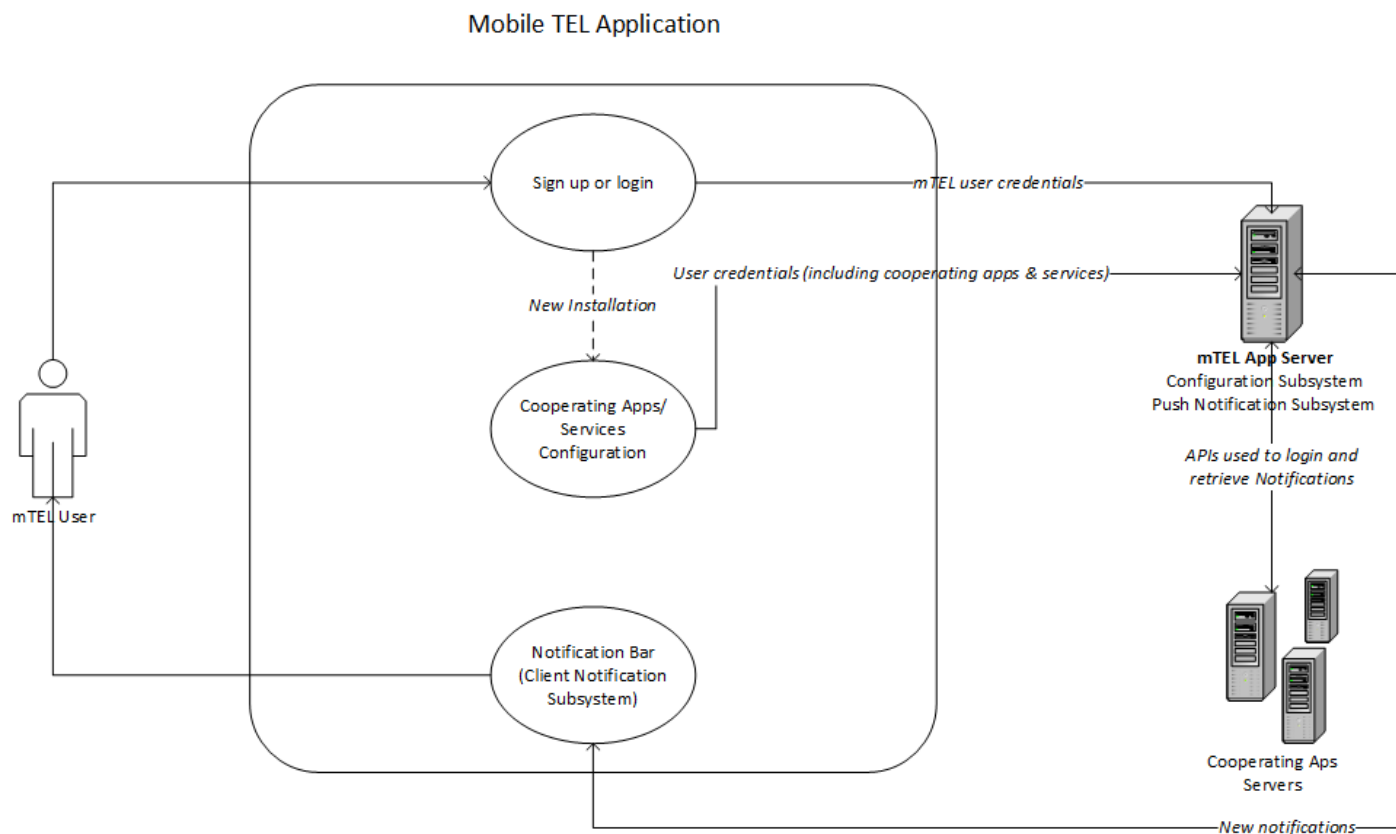 Mobile TEL Application
Sign up or login
mTEL user credentials
User credentials (including cooperating apps & services)
New Installation
mTEL App Server
Configuration Subsystem
Push Notification Subsystem
mTEL User
Cooperating Apps/
Services
Configuration
APIs used to login and
retrieve Notifications
Notification Bar
(Client Notification
Subsystem)
Cooperating Aps
Servers
New notifications